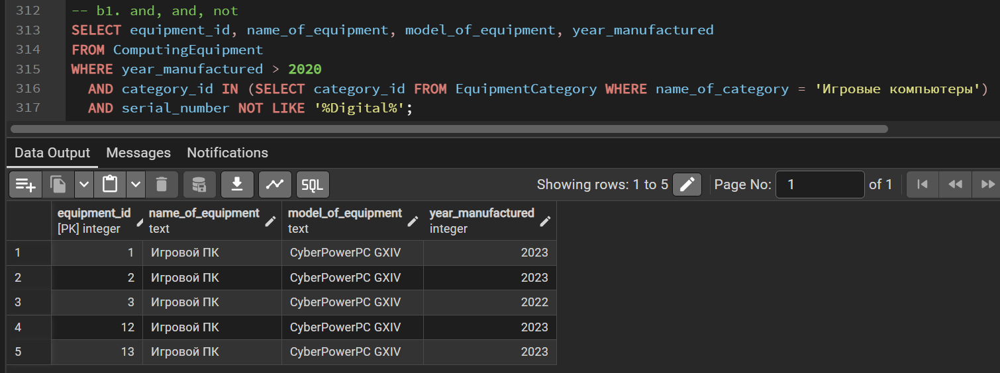 312 -- b1. and, and, not
313 SELECT equipment_id, name_of_equipment, model_of_equipment, year_manufactured
314 FROM ComputingEquipment
315 WHERE year_manufactured > 2020
316 AND category_id IN (SELECT category_id FROM EquipmentCategory WHERE name_of_category = 'Игровые компьютеры')
317 AND serial_number NOT LIKE '%Digital%';
Data Output Messages Notifications
SQL Showing rows: 1 to 5 Page No: 1 of 1
equipment_id name_of_equipment model_of_equipment year_manufactured
[PK] integer text text integer
1 1 Игровой ПК CyberPowerPC GXIV 2023
2 2 Игровой ПК CyberPowerPC GXIV 2023
3 3 Игровой ПК CyberPowerPC GXIV 2022
4 12 Игровой ПК CyberPowerPC GXIV 2023
5 13 Игровой ПК CyberPowerPC GXIV 2023